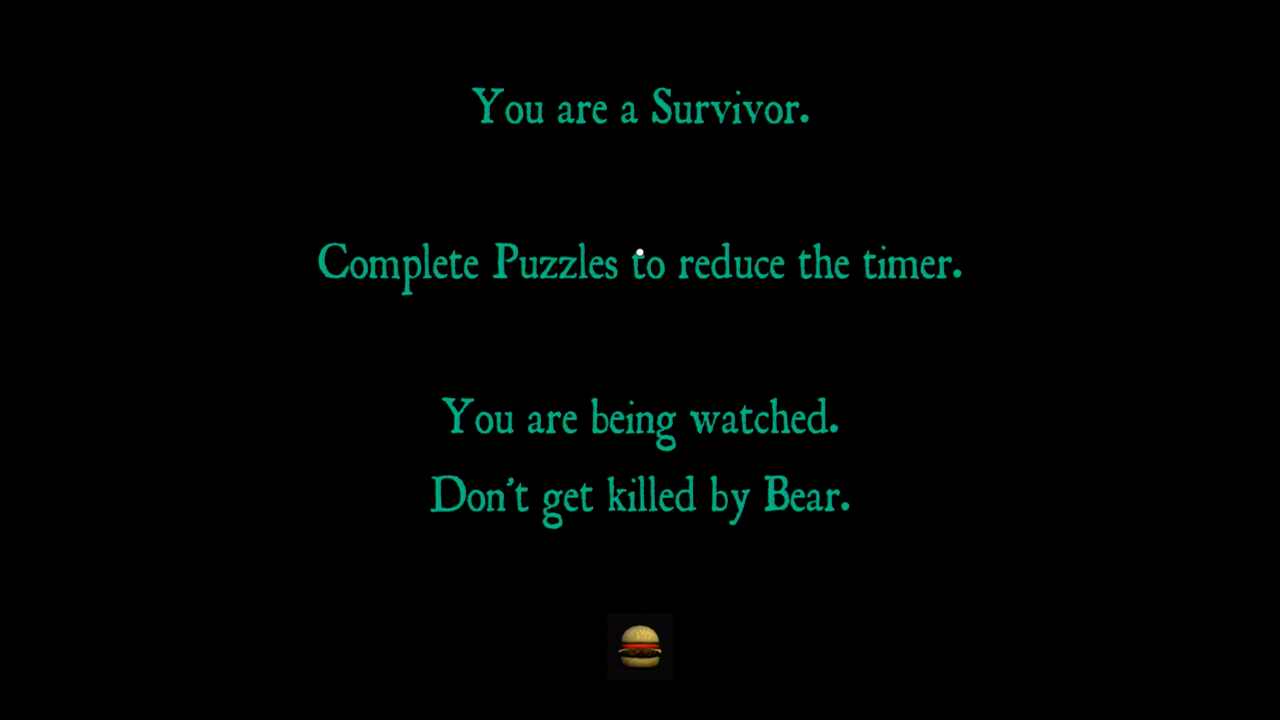 You are a Survivor.
Complete Puzzles to reduce the timer.
You are being watched.
Don't get killed by Bear.